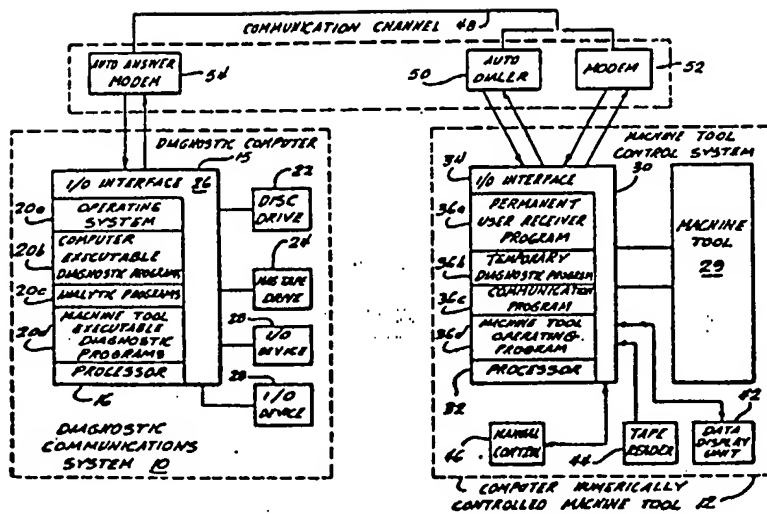 COMMUNICATION CHANNEL 48
AUTO ANSWER
MODEM
54
50
AUTO
DIALER
MODEM
52
DIAGNOSTIC COMPUTER
15
I/O INTERFACE 26
20a
OPERATING
SYSTEM
20b
COMPUTER
EXECUTABLE
DIAGNOSTIC PROGRAMS
20c
ANALYTIC PROGRAMS
20d
MACHINE TOOL
EXECUTABLE
DIAGNOSTIC
PROGRAMS
PROCESSOR
16
22
DISC
DRIVE
24
MAG TAPE
DRIVE
28
I/O
DEVICE
28
I/O
DEVICE
DIAGNOSTIC
COMMUNICATIONS
SYSTEM 10
MACHINE TOOL
CONTROL SYSTEM
30
34
I/O INTERFACE
36a
PERMANENT
USER RECEIVER
PROGRAM
36b
TEMPORARY
DIAGNOSTIC PROGRAM
36c
COMMUNICATION
PROGRAM
36d
MACHINE TOOL
OPERATING
PROGRAM
PROCESSOR
32
MACHINE
TOOL
29
46
MANUAL
CONTROL
44
TAPE
READER
42
DATA
DISPLAY
UNIT
COMPUTER NUMERICALLY
CONTROLLED MACHINE TOOL 12